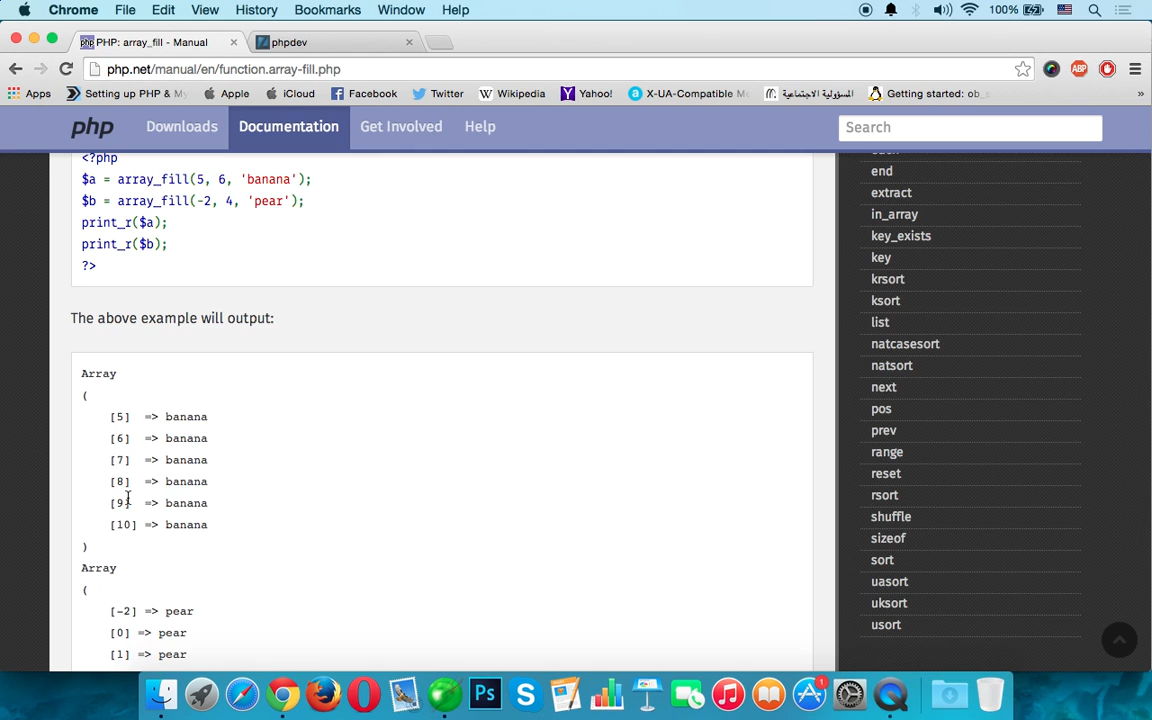 Chrome File Edit View History Bookmarks Window Help 100%
php PHP: array_fill - Manual phpdev
php.net/manual/en/function.array-fill.php ABP
Apps Setting up PHP & My Apple iCloud Facebook Twitter Wikipedia Yahoo! X-UA-Compatible المسؤولية الاجتماعية Getting started: ob_s »
php Downloads Documentation Get Involved Help Search
<?php
$a = array_fill(5, 6, 'banana');
$b = array_fill(-2, 4, 'pear');
print_r($a);
print_r($b);
?>
The above example will output:
Array
(
[5] => banana
[6] => banana
[7] => banana
[8] => banana
[9] => banana
[10] => banana
)
Array
(
[-2] => pear
[0] => pear
[1] => pear
end
extract
in_array
key_exists
key
krsort
ksort
list
natcasesort
natsort
next
pos
prev
range
reset
rsort
shuffle
sizeof
sort
uasort
uksort
usort
Ps
1